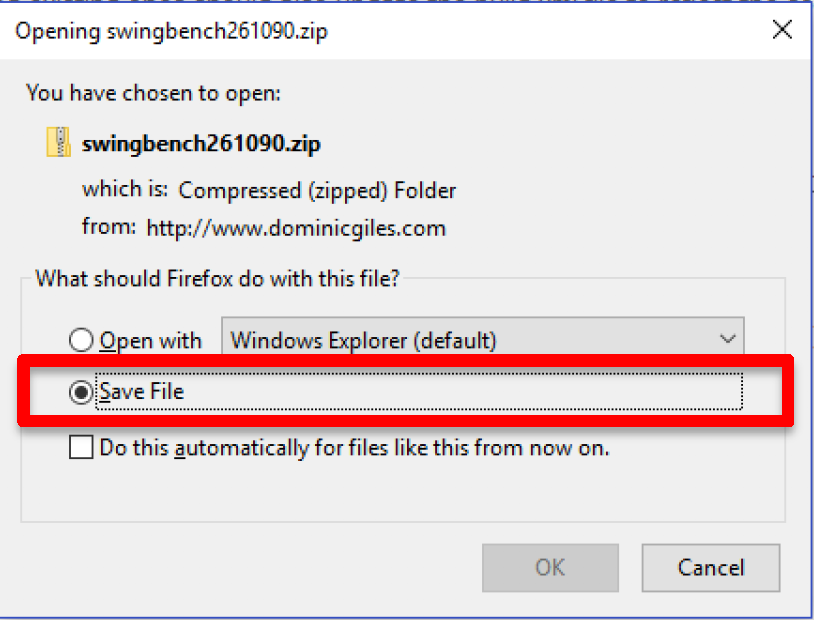 Opening swingbench261090.zip
You have chosen to open:
swingbench261090.zip
which is: Compressed (zipped) Folder
from: http://www.dominicgiles.com
What should Firefox do with this file?
Open with Windows Explorer (default)
Save File
Do this automatically for files like this from now on.
OK Cancel